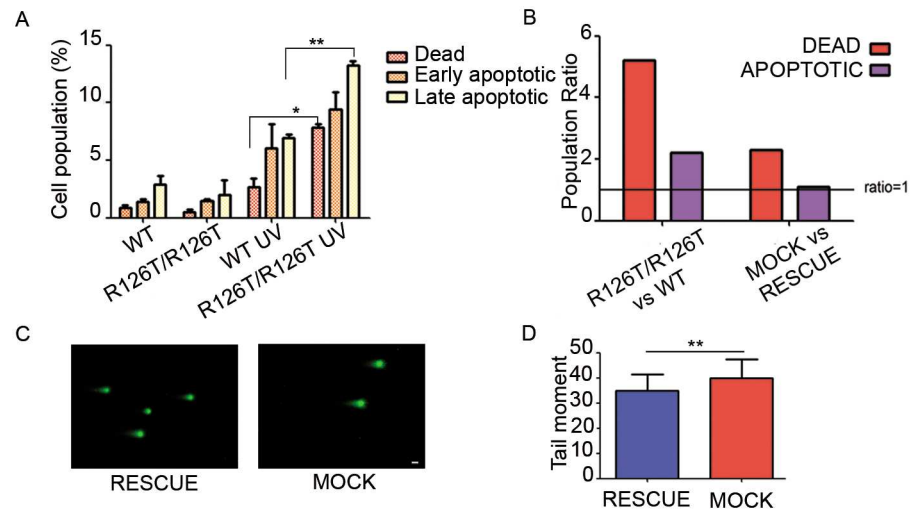 A
Cell population (%)
15
10
5
0
**
*
Dead
Early apoptotic
Late apoptotic
WT
R126T/R126T
WT UV
R126T/R126T UV
B
Population Ratio
6
4
2
0
DEAD
APOPTOTIC
ratio=1
R126T/R126T
vs WT
MOCK vs
RESCUE
C
RESCUE
MOCK
D
Tail moment
50
40
30
20
10
0
**
RESCUE
MOCK